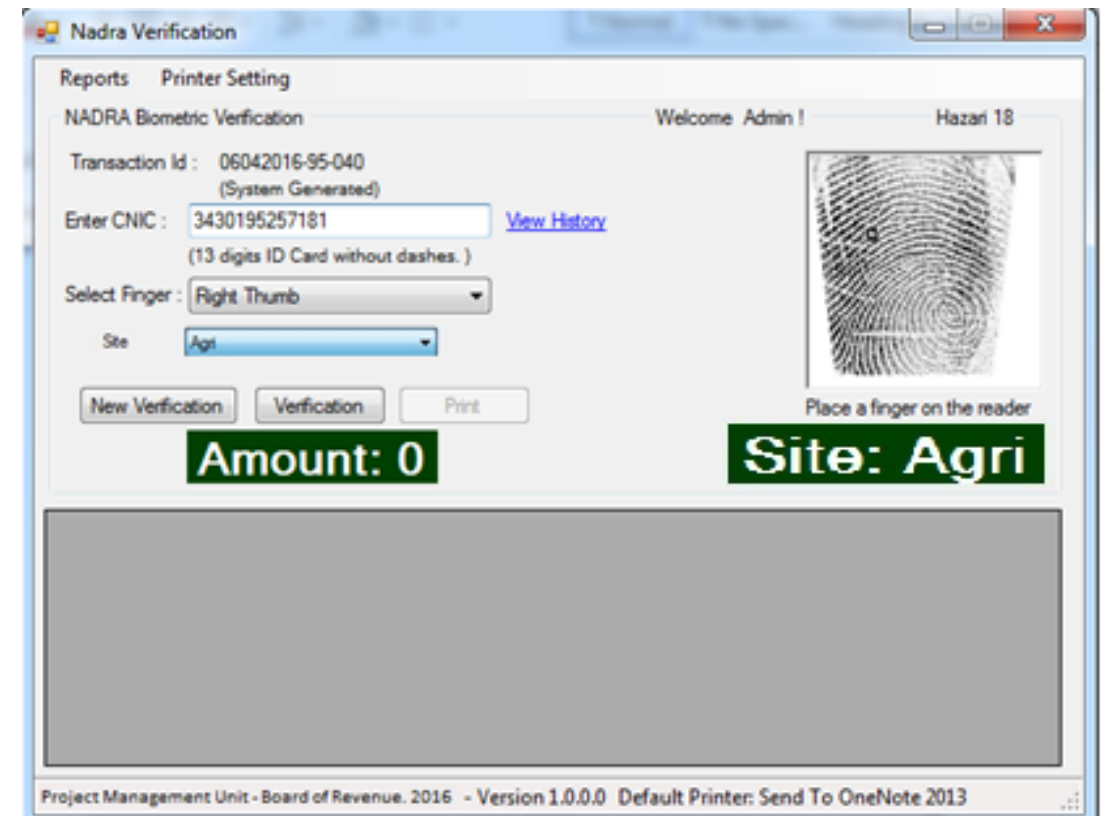 Nadra Verification
Reports Printer Setting
NADRA Biometric Verification Welcome Admin ! Hazari 18
Transaction Id : 06042016-95-040
(System Generated)
Enter CNIC : 3430195257181 View History
(13 digits ID Card without dashes. )
Select Finger : Right Thumb
Site Agri
New Verification Verification Print
Place a finger on the reader
Amount: 0 Site: Agri
Project Management Unit - Board of Revenue. 2016 - Version 1.0.0.0 Default Printer: Send To OneNote 2013